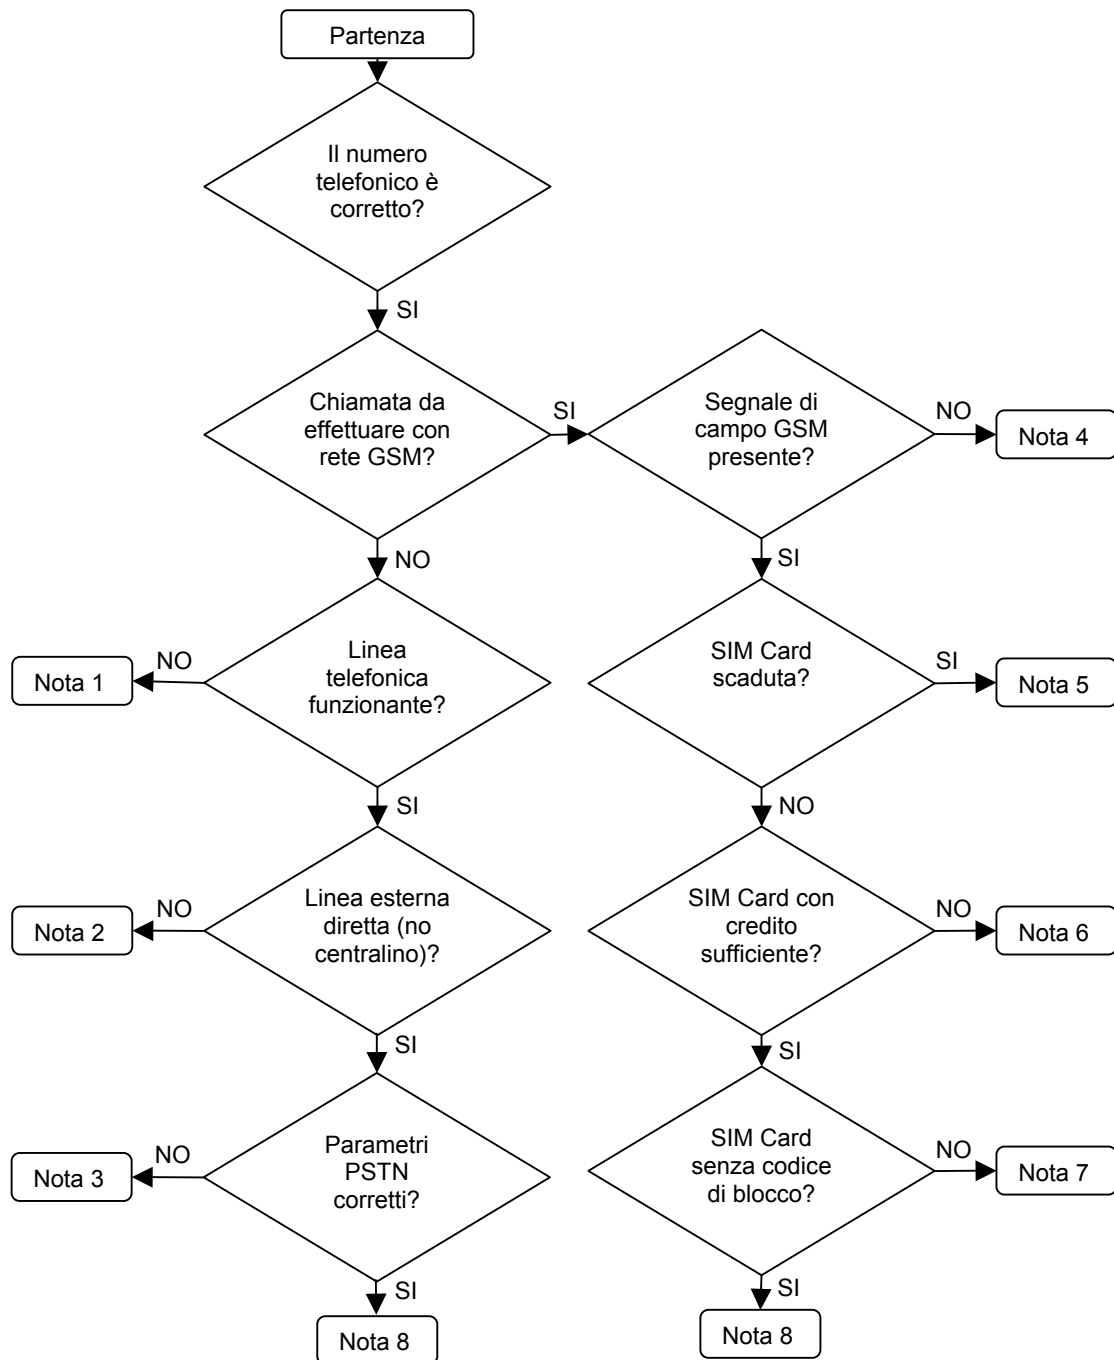 Partenza
Il numero
telefonico è
corretto?
SI
Chiamata da
effettuare con
rete GSM?
SI
Segnale di
campo GSM
presente?
NO
Nota 4
NO
SI
Nota 1
NO
Linea
telefonica
funzionante?
SIM Card
scaduta?
SI
Nota 5
SI
NO
Nota 2
NO
Linea esterna
diretta (no
centralino)?
SIM Card con
credito
sufficiente?
NO
Nota 6
SI
SI
Nota 3
NO
Parametri
PSTN
corretti?
SIM Card
senza codice
di blocco?
NO
Nota 7
SI
SI
Nota 8
Nota 8